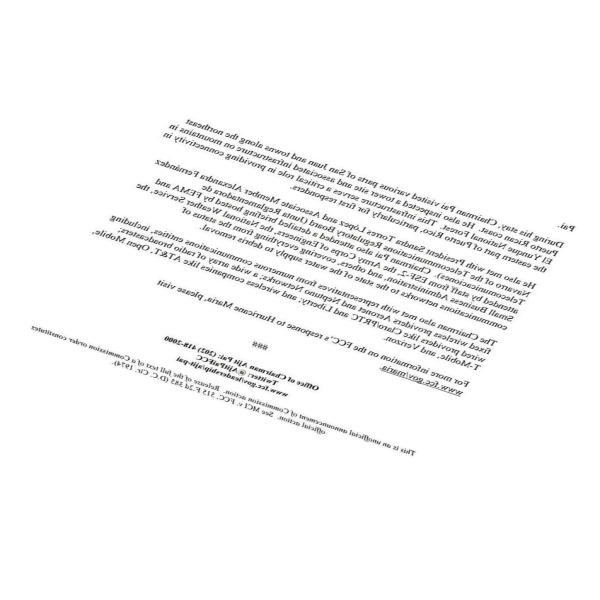 Pai.
During his stay, Chairman Pai visited various parts of San Juan and towns along the northeast
Puerto Rican coast. He also inspected a tower site and associated infrastructure on mountains in
El Yunque National Forest. This infrastructure serve a critical role in providing connectivity in
the eastern part of Puerto Rico, particularly for first responders.
He also met with President Sandra Torres López and Associate Member Alexandra Fernández
Navarro of the Telecommunications Regulatory Board (Junta Reglamentadora de
Telecomunicaciones). Chairman Pai also attended a detailed briefing hosted by FEMA and
attended by staff from ESF-2, the Army Corps of Engineers, the National Weather Service, the
Small Business Administration, and others, covering everything from the status of
communications networks to the state of the water supply to debris removal.
The Chairman also met with representatives from numerous communications entities, including
fixed wireless providers Aeronet and Neptuno Networks; a wide array of radio broadcasters;
wired providers like Claro/PRTC and Liberty; and wireless companies like AT&T, Open Mobile,
T-Mobile, and Verizon.
For more information on the FCC's response to Hurricane Maria, please visit
www.fcc.gov/maria.
###
Office of Chairman Ajit Pai: (202) 418-2000
Twitter: @AjitPaiFCC
www.fcc.gov/leadership/ajit-pai
This is an unofficial announcement of Commission action. Release of the full text of a Commission order constitutes
official action. See MCI v. FCC, 515 F.2d 385 (D.C. Cir. 1974).